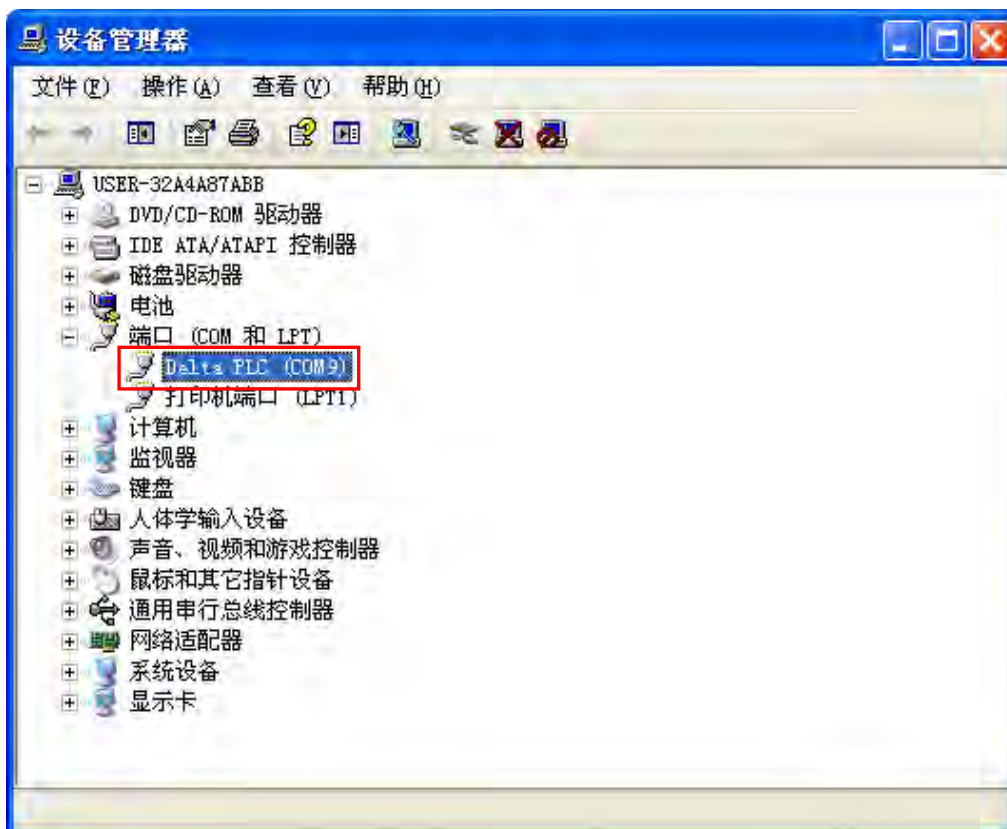 设备管理器
文件(F) 操作(A) 查看(V) 帮助(H)
USER-32A4A87ABB
DVD/CD-ROM 驱动器
IDE ATA/ATAPI 控制器
磁盘驱动器
电池
端口 (COM 和 LPT)
Delta PLC (COM9)
打印机端口 (LPT1)
计算机
监视器
键盘
人体学输入设备
声音、视频和游戏控制器
鼠标和其它指针设备
通用串行总线控制器
网络适配器
系统设备
显示卡